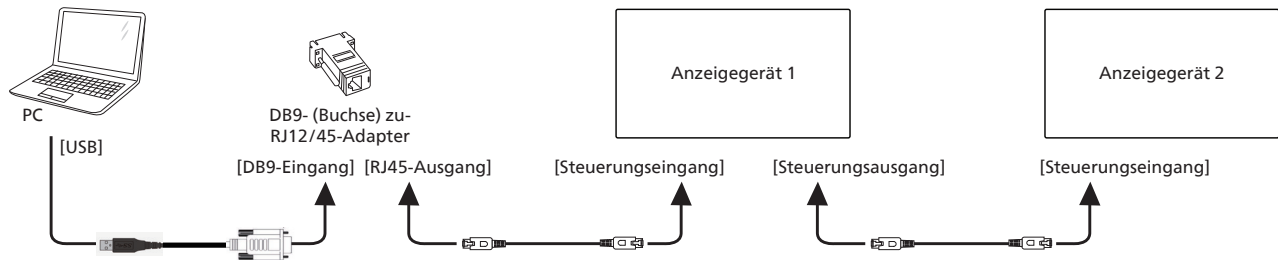 PC
[USB]
DB9- (Buchse) zu-
RJ12/45-Adapter
[DB9-Eingang] [RJ45-Ausgang]
Anzeigegerät 1
[Steuerungseingang]
[Steuerungsausgang]
Anzeigegerät 2
[Steuerungseingang]